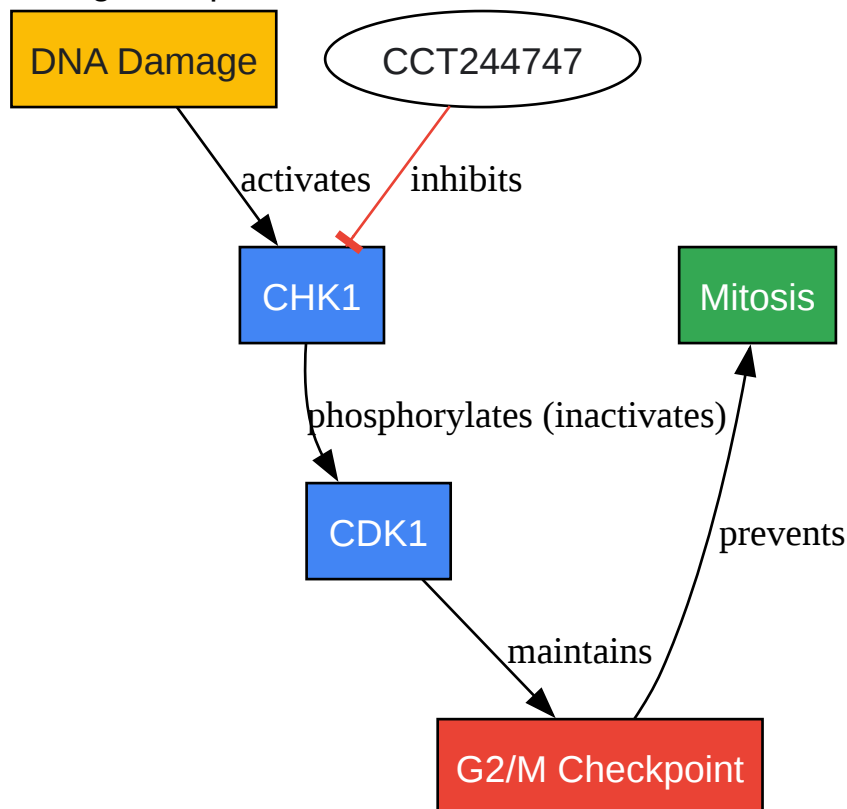 DNA Damage
CCT244747
activates
inhibits
CHK1
Mitosis
phosphorylates (inactivates)
CDK1
prevents
maintains
G2/M Checkpoint